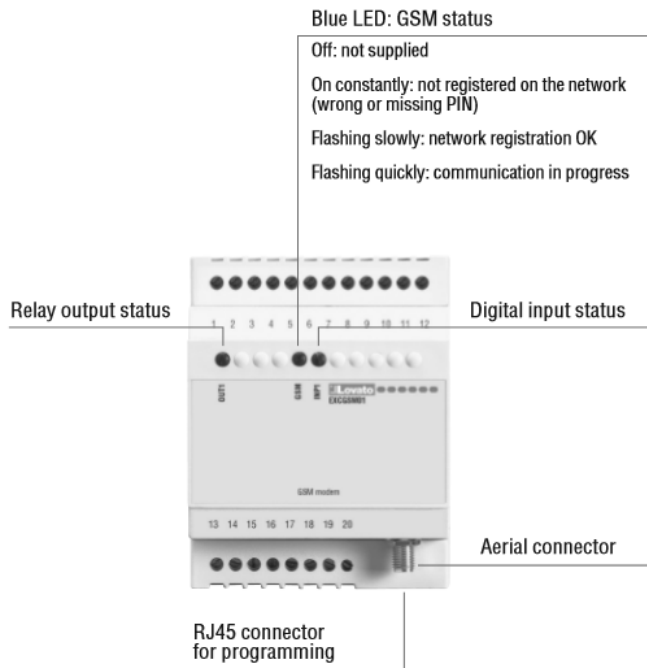 Blue LED: GSM status
Off: not supplied
On constantly: not registered on the network
(wrong or missing PIN)
Flashing slowly: network registration OK
Flashing quickly: communication in progress
Relay output status
Digital input status
1 2 3 4 5 6 7 8 9 10 11 12
OUT1
GSM
INP1
Lovato
EXCGSM01
GSM modem
13 14 15 16 17 18 19 20
Aerial connector
RJ45 connector
for programming